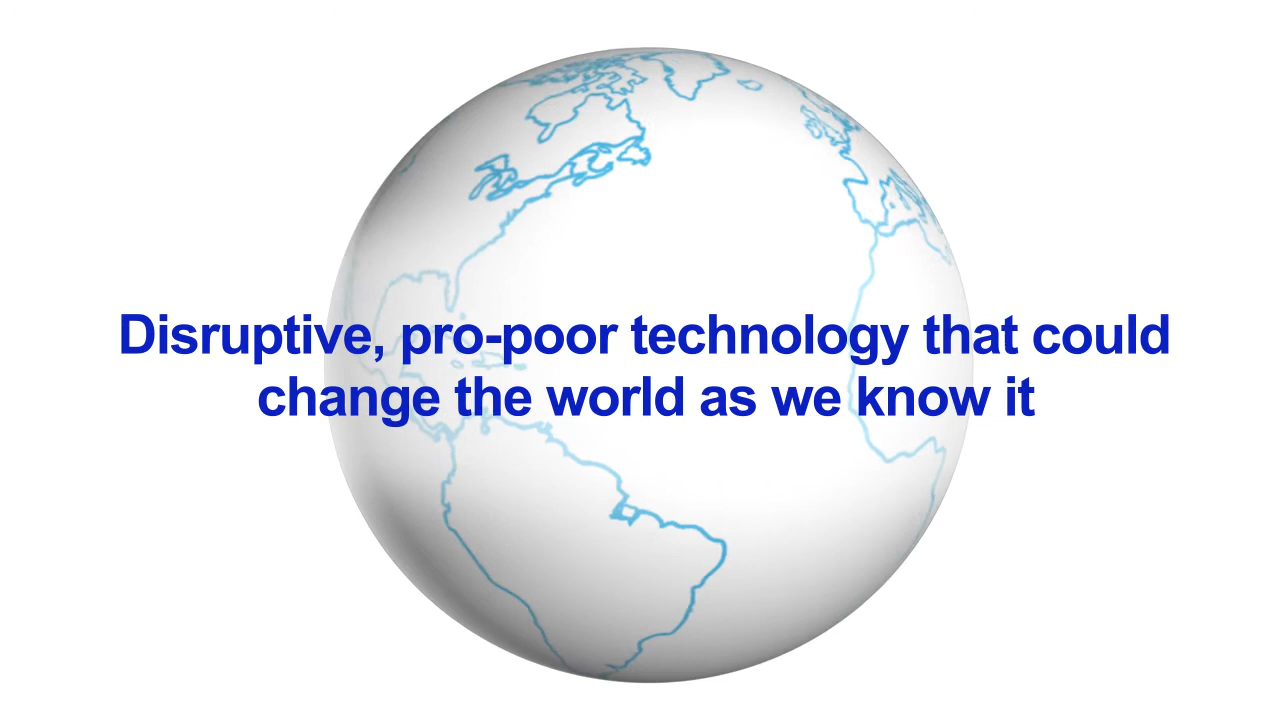 Disruptive, pro-poor technology that could
change the world as we know it